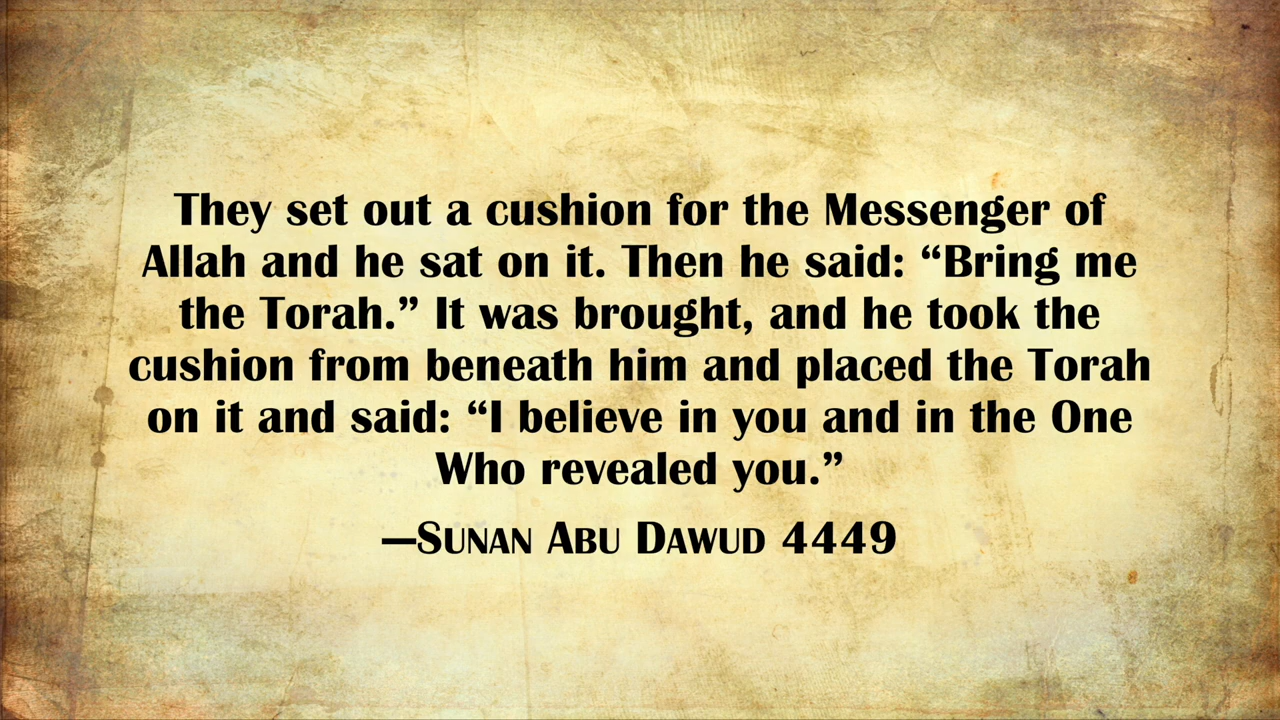 They set out a cushion for the Messenger of
Allah and he sat on it. Then he said: “Bring me
the Torah.” It was brought, and he took the
cushion from beneath him and placed the Torah
on it and said: “I believe in you and in the One
Who revealed you.”
—Sunan Abu Dawud 4449